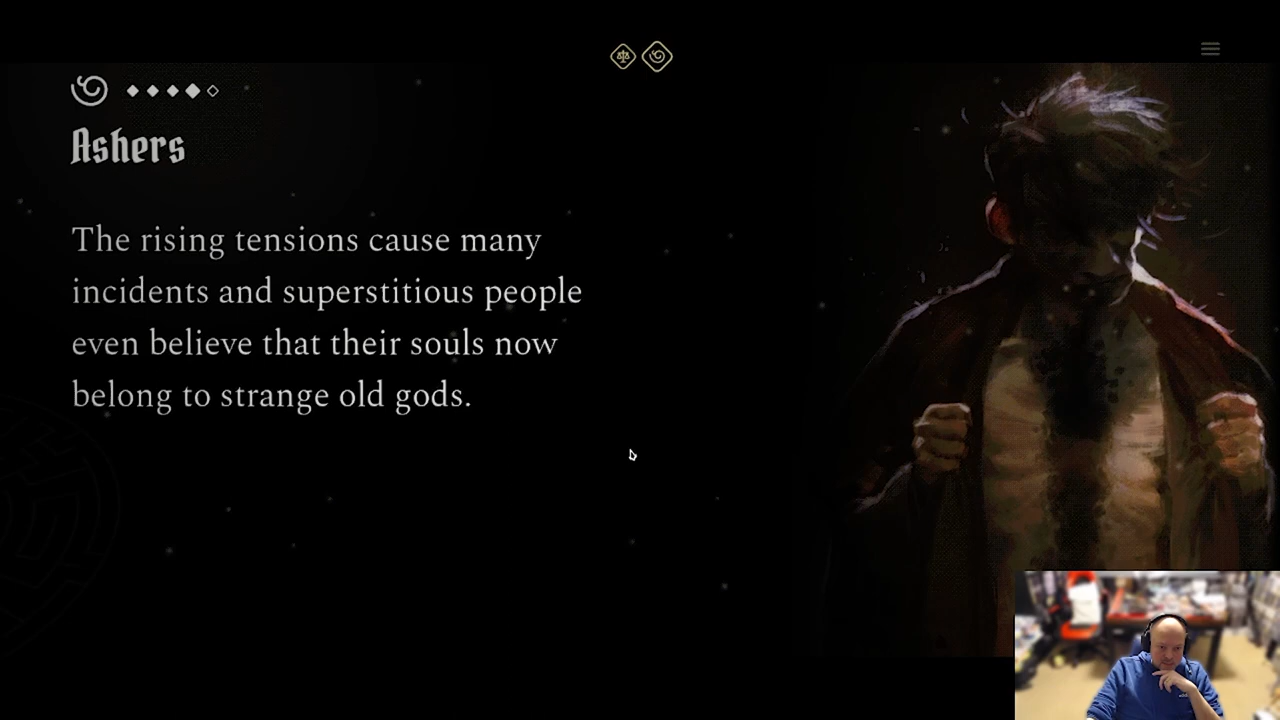 Ashers
The rising tensions cause many
incidents and superstitious people
even believe that their souls now
belong to strange old gods.